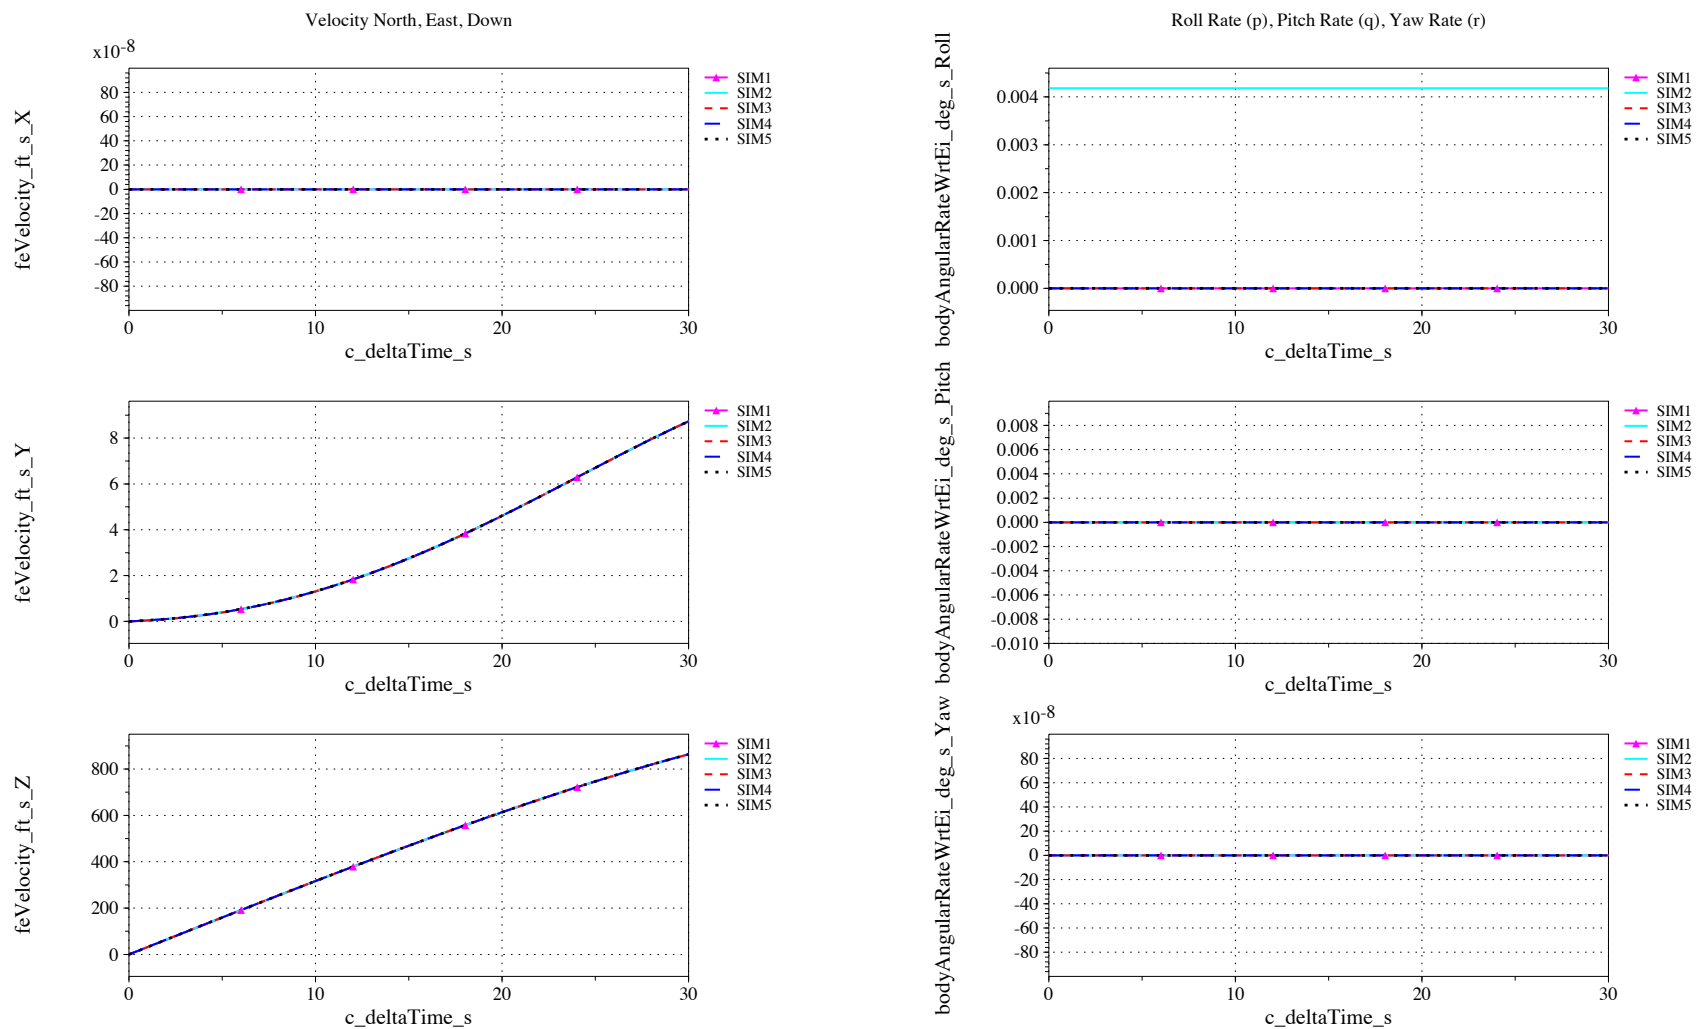 Velocity North, East, Down
x10-8
feVelocity_ft_s_X
80
60
40
20
0
-20
-40
-60
-80
0 10 20 30
c_deltaTime_s
SIM1
SIM2
SIM3
SIM4
SIM5
feVelocity_ft_s_Y
8
6
4
2
0
0 10 20 30
c_deltaTime_s
SIM1
SIM2
SIM3
SIM4
SIM5
feVelocity_ft_s_Z
800
600
400
200
0
0 10 20 30
c_deltaTime_s
SIM1
SIM2
SIM3
SIM4
SIM5
Roll Rate (p), Pitch Rate (q), Yaw Rate (r)
bodyAngularRateWrtEi_deg_s_Roll
0.004
0.003
0.002
0.001
0.000
0 10 20 30
c_deltaTime_s
SIM1
SIM2
SIM3
SIM4
SIM5
bodyAngularRateWrtEi_deg_s_Pitch
0.008
0.006
0.004
0.002
0.000
-0.002
-0.004
-0.006
-0.008
-0.010
0 10 20 30
c_deltaTime_s
SIM1
SIM2
SIM3
SIM4
SIM5
x10-8
bodyAngularRateWrtEi_deg_s_Yaw
80
60
40
20
0
-20
-40
-60
-80
0 10 20 30
c_deltaTime_s
SIM1
SIM2
SIM3
SIM4
SIM5